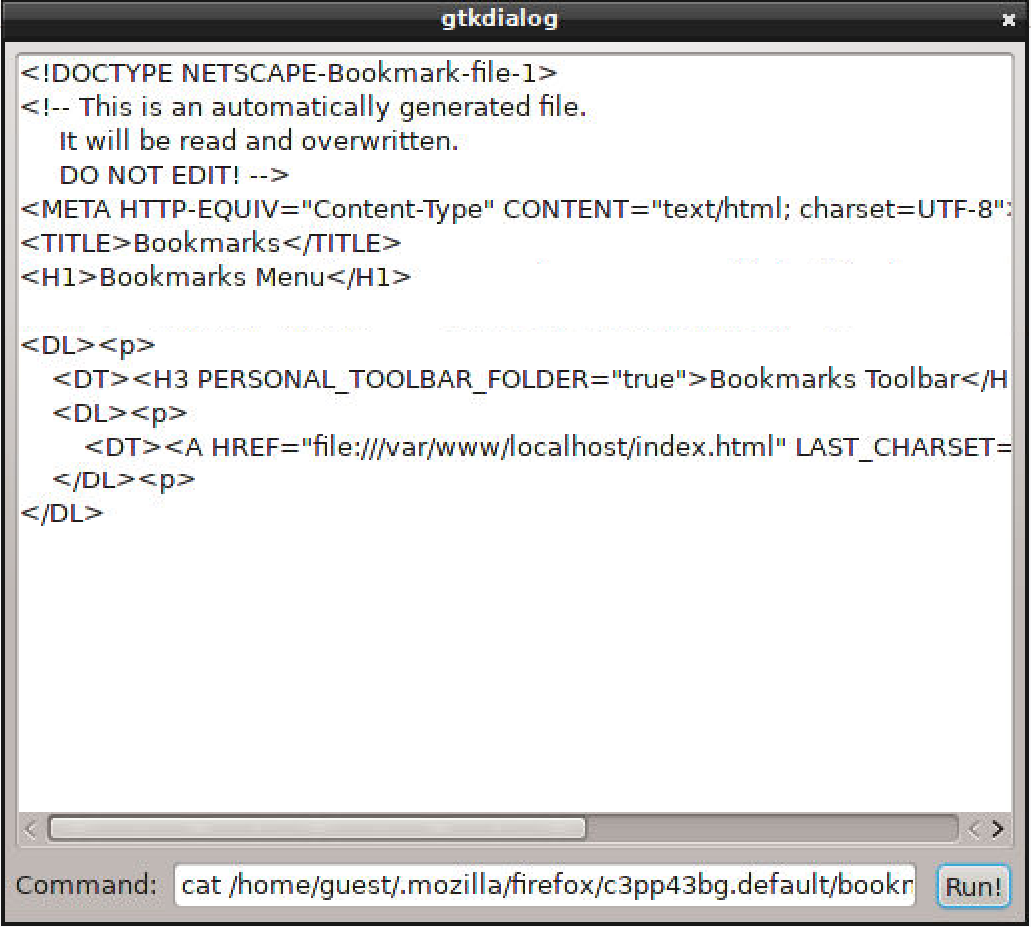 gtkdialog
<!DOCTYPE NETSCAPE-Bookmark-file-1>
<!-- This is an automatically generated file.
It will be read and overwritten.
DO NOT EDIT! -->
<META HTTP-EQUIV="Content-Type" CONTENT="text/html; charset=UTF-8">
<TITLE>Bookmarks</TITLE>
<H1>Bookmarks Menu</H1>
<DL><p>
<DT><H3 PERSONAL_TOOLBAR_FOLDER="true">Bookmarks Toolbar</H
<DL><p>
<DT><A HREF="file:///var/www/localhost/index.html" LAST_CHARSET=
</DL><p>
</DL>
Command: cat /home/guest/.mozilla/firefox/c3pp43bg.default/bookm Run!